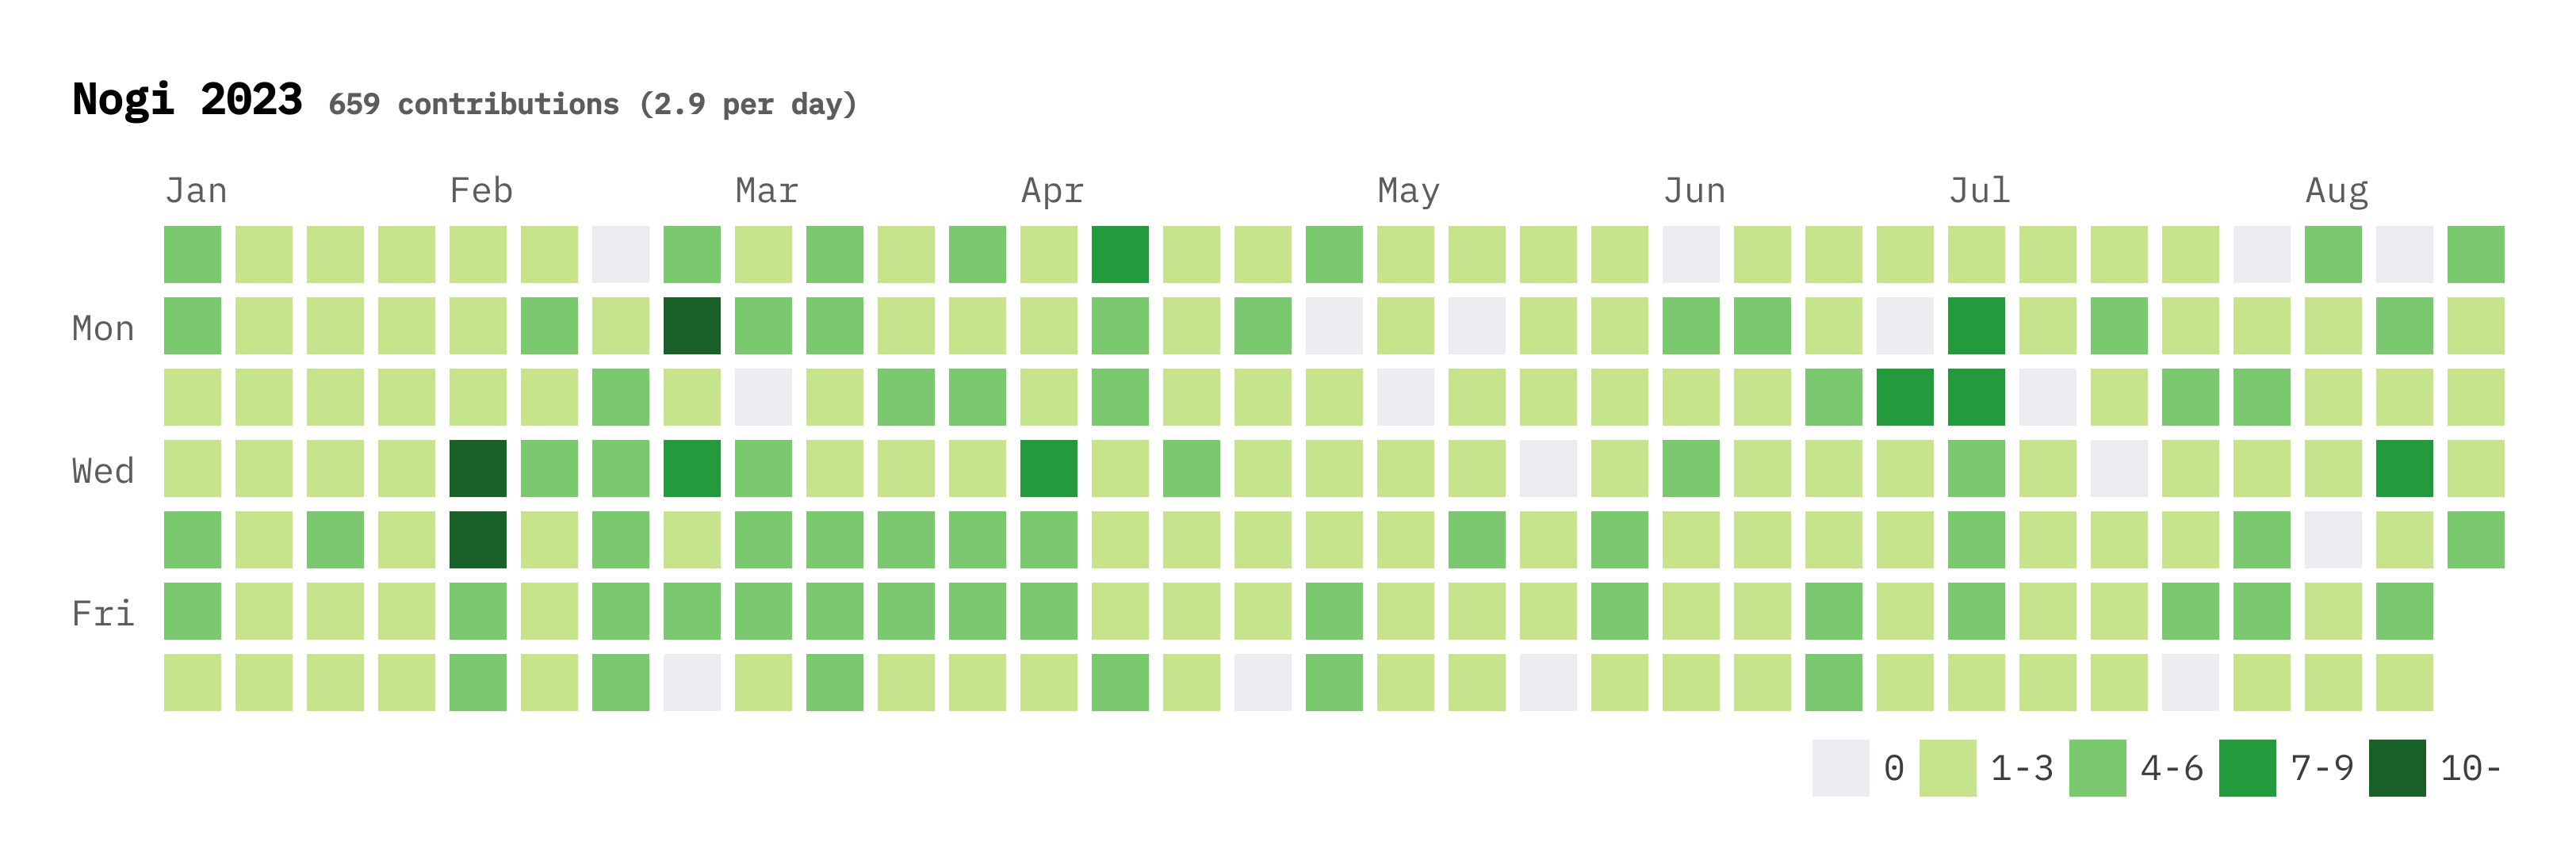 Nogi 2023 659 contributions (2.9 per day)
Jan Feb Mar Apr May Jun Jul Aug
Mon
Wed
Fri
0 1-3 4-6 7-9 10-